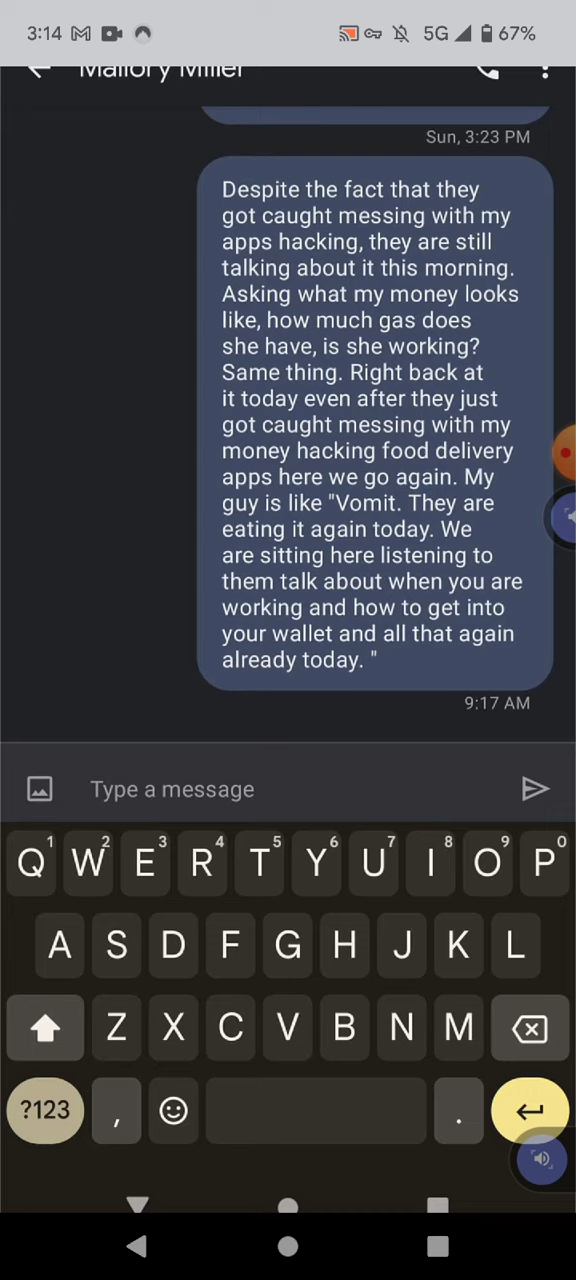 3:14 5G 67%
Mallory Miller
Sun, 3:23 PM
Despite the fact that they
got caught messing with my
apps hacking, they are still
talking about it this morning.
Asking what my money looks
like, how much gas does
she have, is she working?
Same thing. Right back at
it today even after they just
got caught messing with my
money hacking food delivery
apps here we go again. My
guy is like "Vomit. They are
eating it again today. We
are sitting here listening to
them talk about when you are
working and how to get into
your wallet and all that again
already today. "
9:17 AM
Type a message
1 2 3 4 5 6 7 8 9 0
Q W E R T Y U I O P
A S D F G H J K L
Z X C V B N M
?123 , .